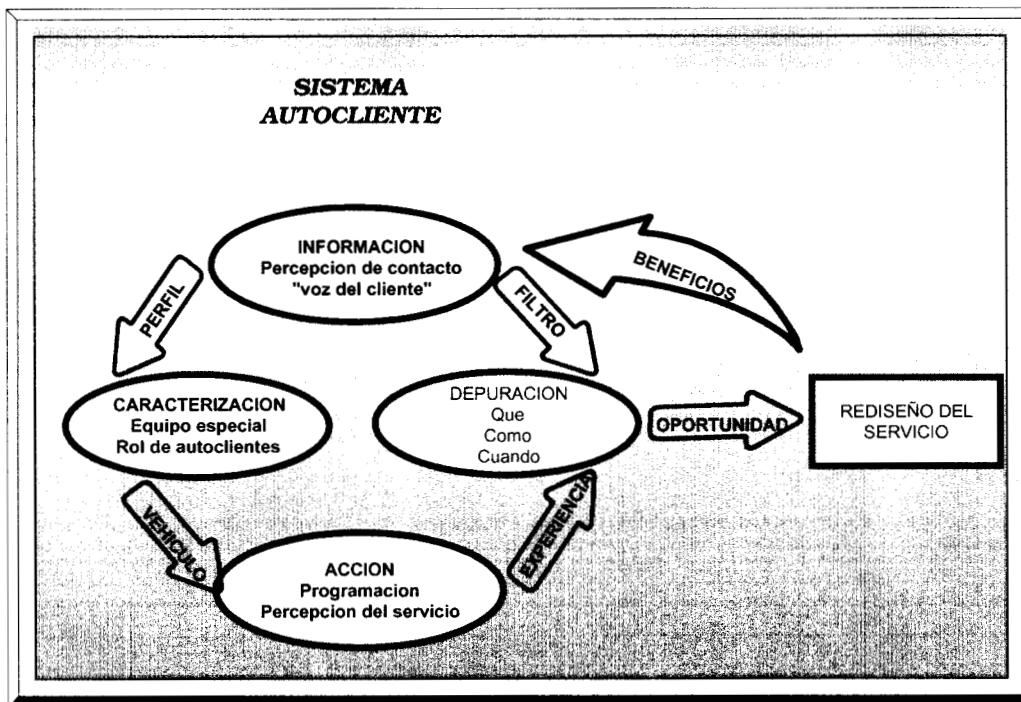 SISTEMA
AUTOCLIENTE
INFORMACION
Percepcion de contacto
"voz del cliente"
BENEFICIOS
PERFIL
FILTRO
CARACTERIZACION
Equipo especial
Rol de autoclientes
DEPURACION
Que
Como
Cuando
OPORTUNIDAD
REDISEÑO DEL
SERVICIO
VEHICULO
EXPERIENCIA
ACCION
Programacion
Percepcion del servicio